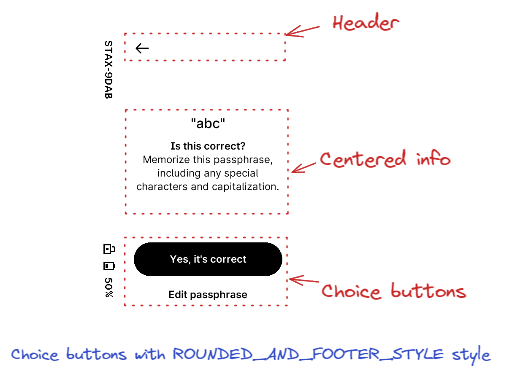 Header
STAX-9DAB
"abc"
Is this correct?
Memorize this passphrase,
including any special
characters and capitalization.
Centered info
Yes, it's correct
Edit passphrase
50%
Choice buttons
Choice buttons with ROUNDED_AND_FOOTER_STYLE style